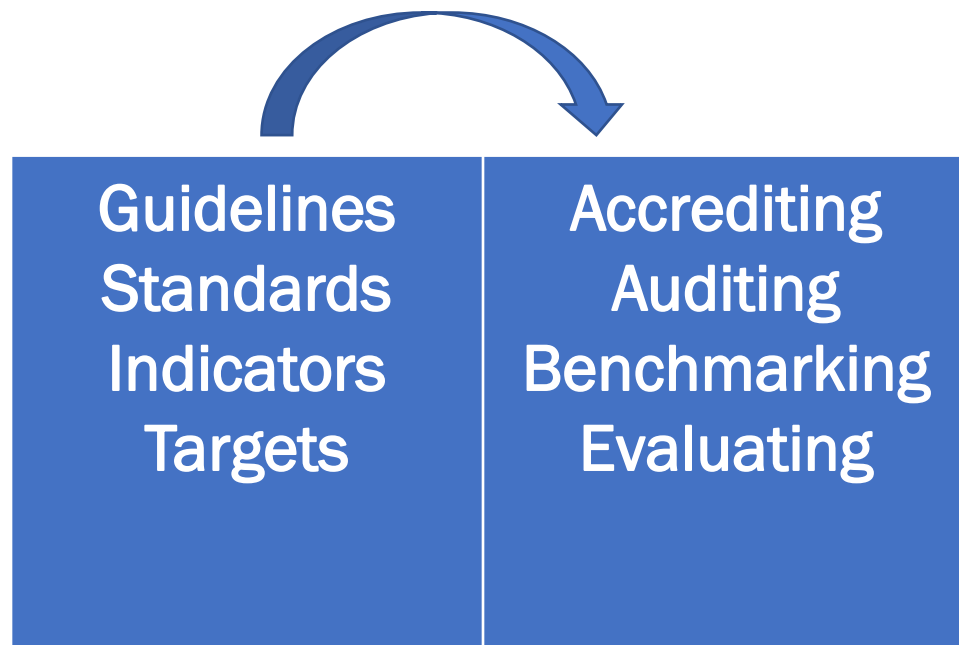 Guidelines
Standards
Indicators
Targets
Accrediting
Auditing
Benchmarking
Evaluating